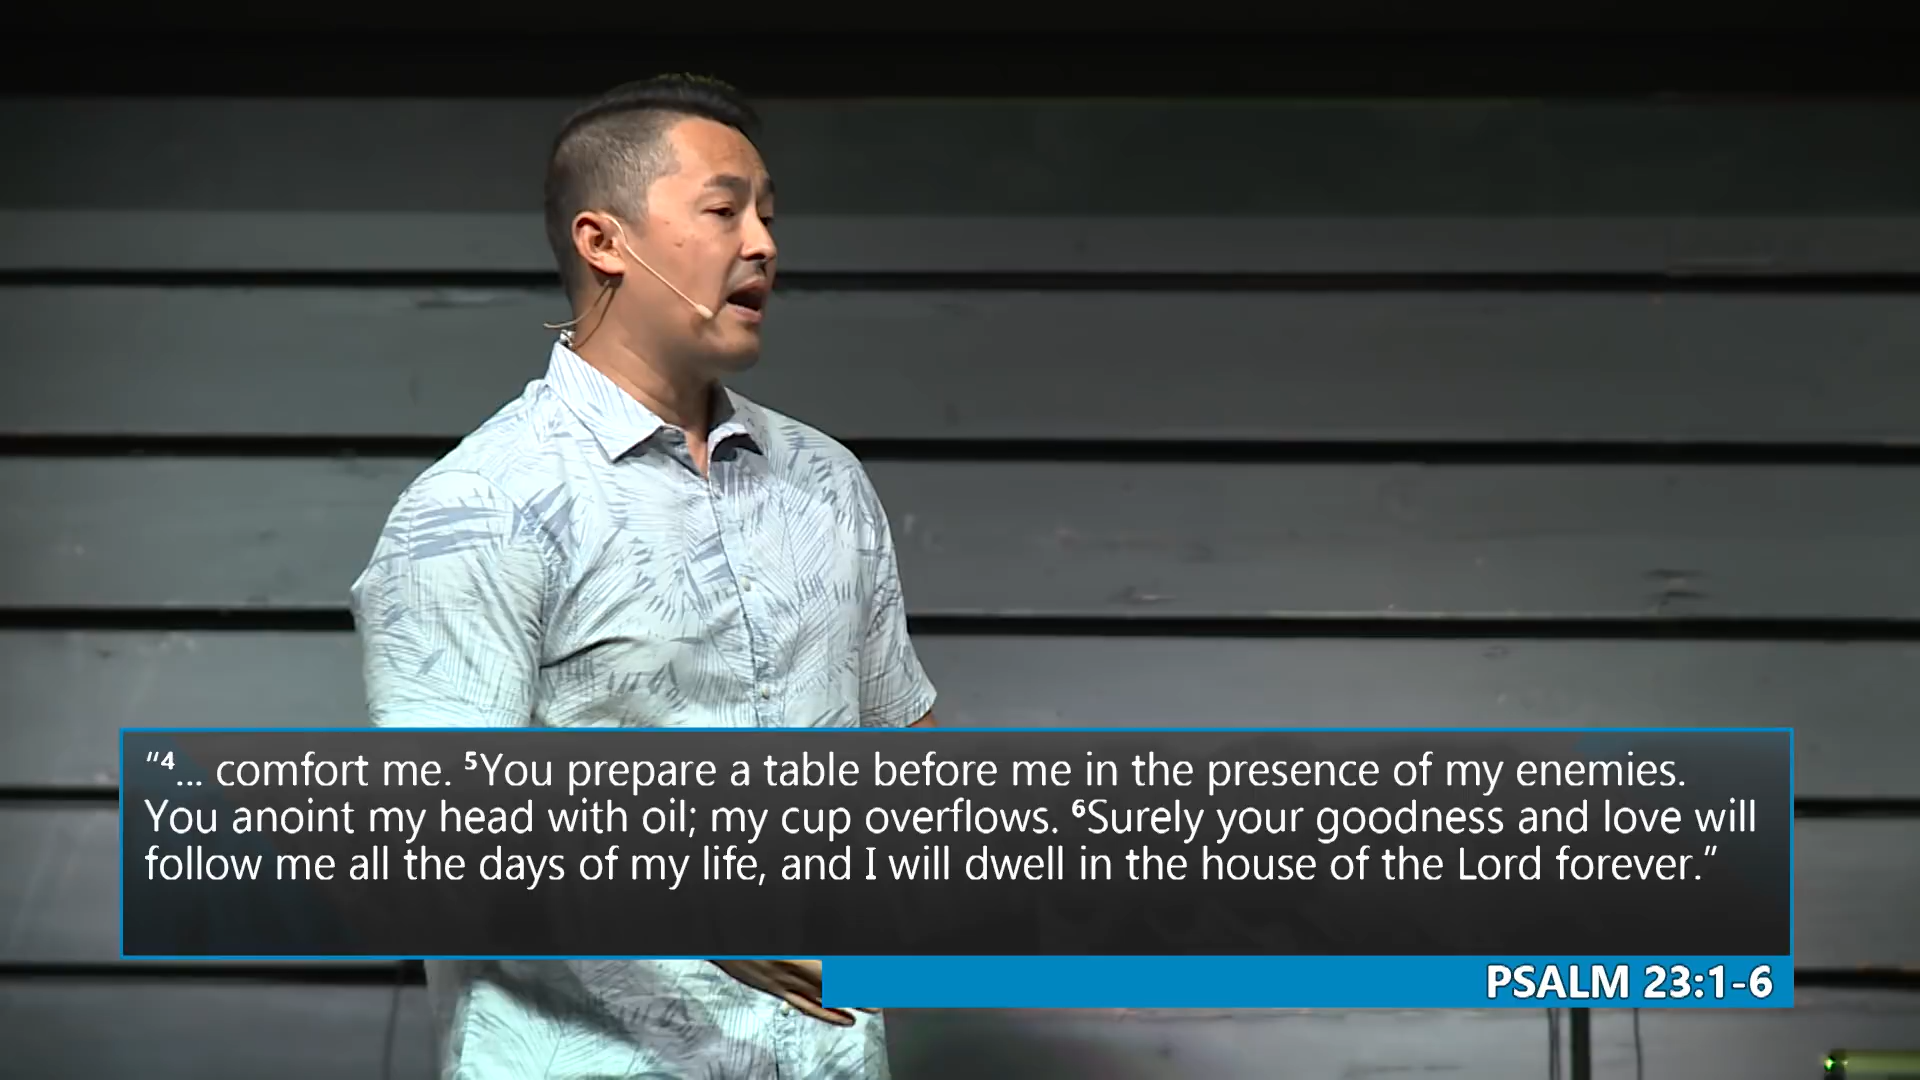 “⁴... comfort me. ⁵You prepare a table before me in the presence of my enemies.
You anoint my head with oil; my cup overflows. ⁶Surely your goodness and love will
follow me all the days of my life, and I will dwell in the house of the Lord forever.”
PSALM 23:1-6